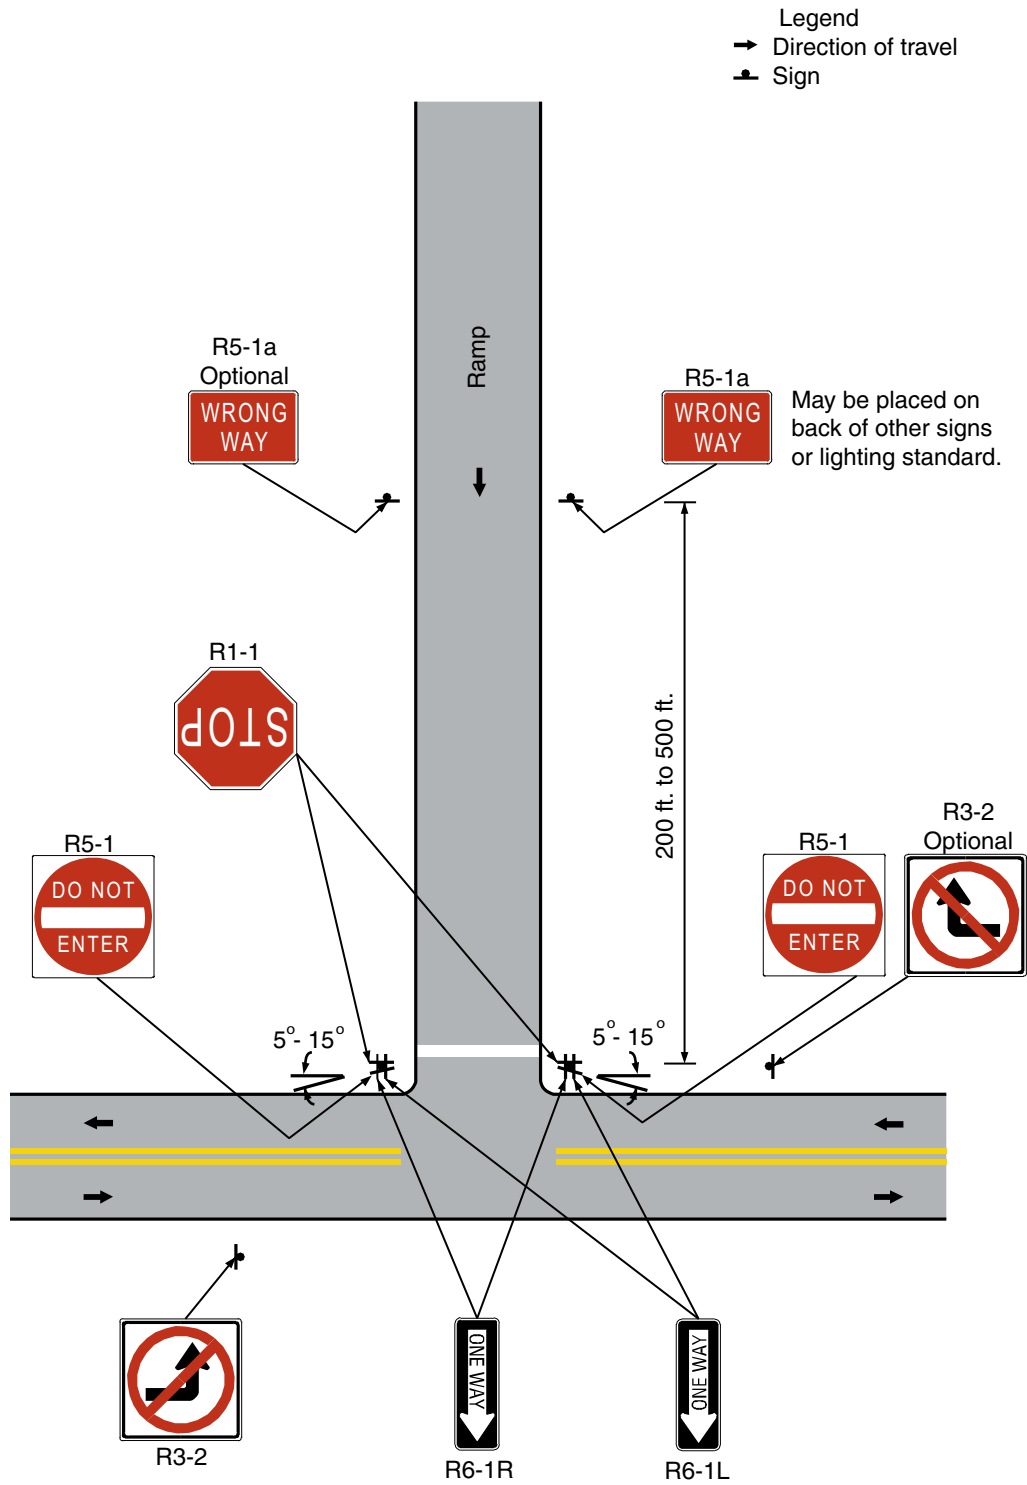 Legend
Direction of travel
Sign
Ramp
R5-1a
Optional
WRONG
WAY
R5-1a
WRONG
WAY
May be placed on
back of other signs
or lighting standard.
R1-1
STOP
200 ft. to 500 ft.
R5-1
DO NOT
ENTER
R5-1
DO NOT
ENTER
R3-2
Optional
5°- 15°
5°- 15°
R3-2
ONE WAY
R6-1R
ONE WAY
R6-1L